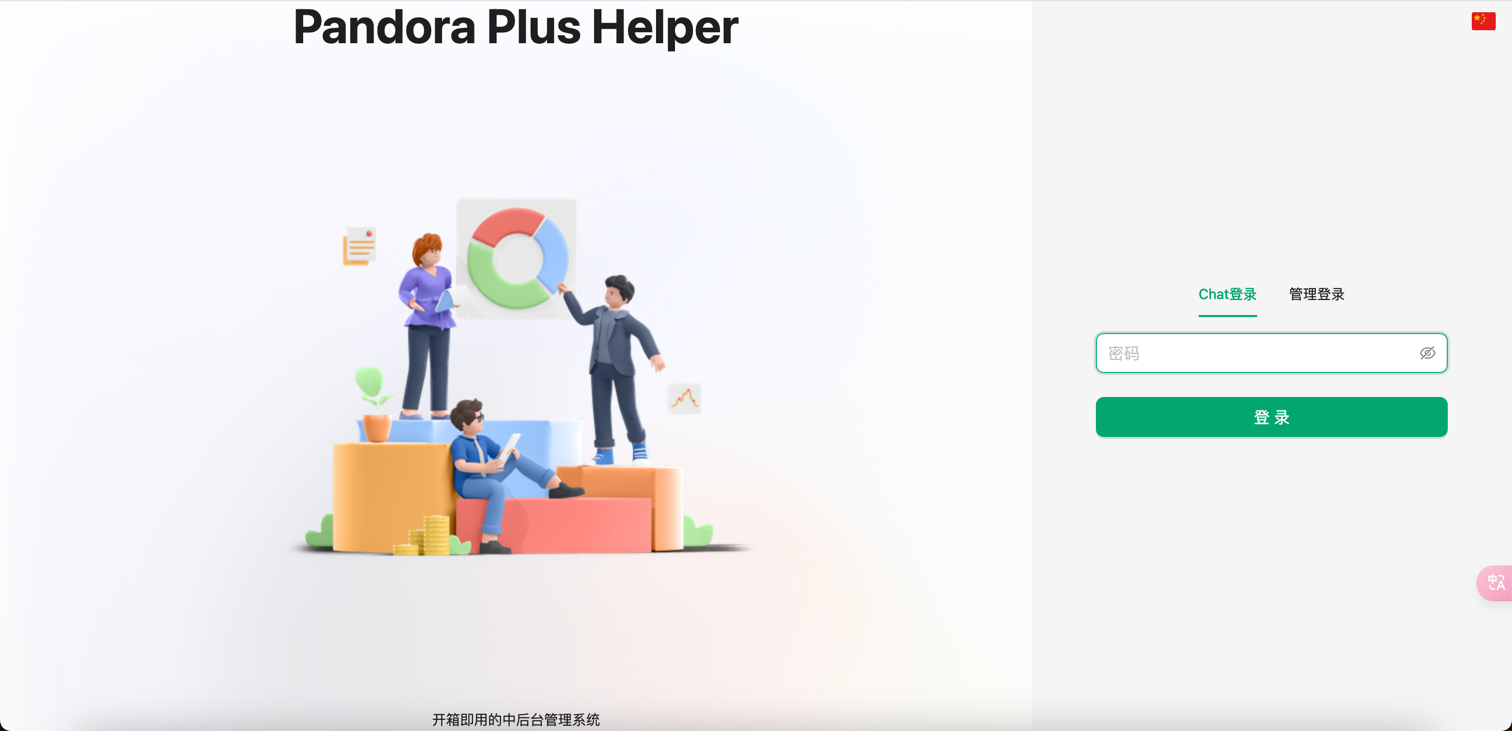 Pandora Plus Helper
Chat登录
管理登录
密码
登 录
中
A
开箱即用的中后台管理系统